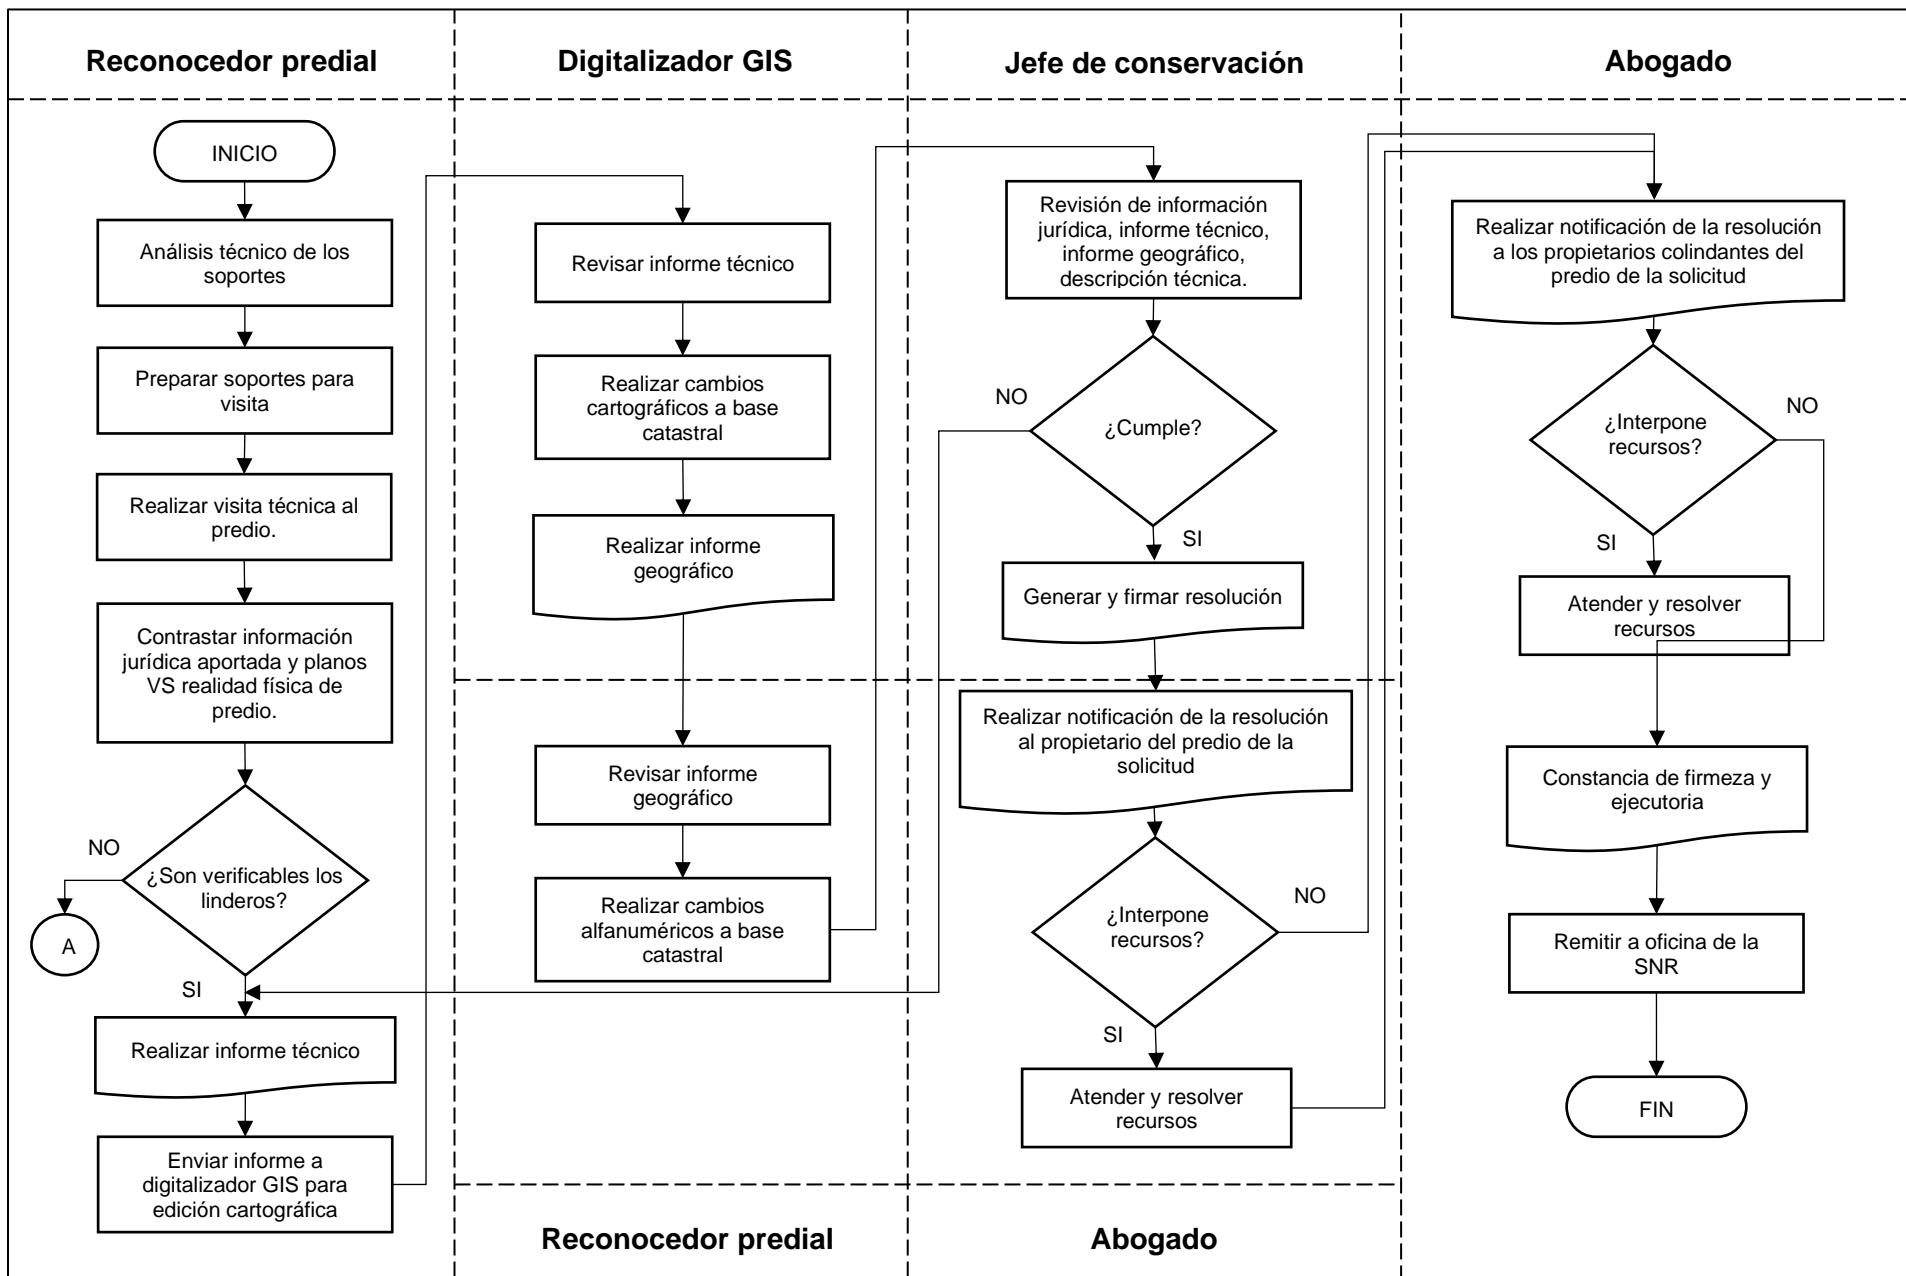 Reconocedor predial
Digitalizador GIS
Jefe de conservación
Abogado
INICIO
Análisis técnico de los
soportes
Preparar soportes para
visita
Realizar visita técnica al
predio.
Contrastar información
jurídica aportada y planos
VS realidad física de
predio.
NO
¿Son verificables los
linderos?
A
SI
Realizar informe técnico
Enviar informe a
digitalizador GIS para
edición cartográfica
Revisar informe técnico
Realizar cambios
cartográficos a base
catastral
Realizar informe
geográfico
Revisar informe
geográfico
Realizar cambios
alfanuméricos a base
catastral
Reconocedor predial
Revisión de información
jurídica, informe técnico,
informe geográfico,
descripción técnica.
NO
¿Cumple?
SI
Generar y firmar resolución
Realizar notificación de la resolución
al propietario del predio de la
solicitud
NO
¿Interpone
recursos?
SI
Atender y resolver
recursos
Abogado
Realizar notificación de la resolución
a los propietarios colindantes del
predio de la solicitud
NO
¿Interpone
recursos?
SI
Atender y resolver
recursos
Constancia de firmeza y
ejecutoria
Remitir a oficina de la
SNR
FIN